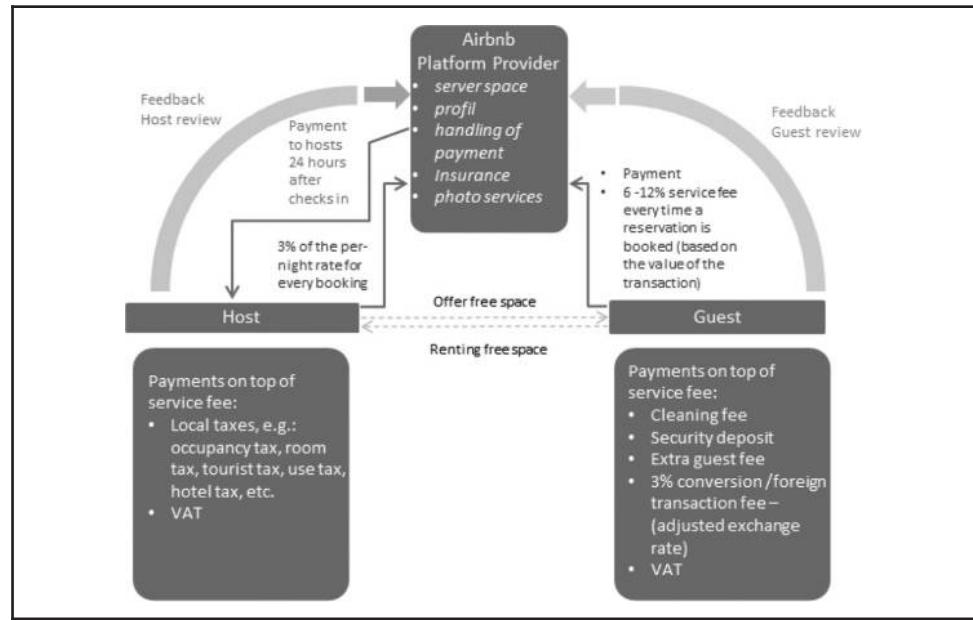 Airbnb
Platform Provider
• server space
• profil
• handling of
payment
• Insurance
• photo services
Feedback
Host review
Payment
to hosts
24 hours
after
checks in
3% of the per-
night rate for
every booking
Feedback
Guest review
• Payment
• 6 -12% service fee
every time a
reservation is
booked (based on
the value of the
transaction)
Host
Offer free space
Renting free space
Guest
Payments on top of
service fee:
• Local taxes, e.g.:
occupancy tax, room
tax, tourist tax, use tax,
hotel tax, etc.
• VAT
Payments on top of
service fee:
• Cleaning fee
• Security deposit
• Extra guest fee
• 3% conversion /foreign
transaction fee –
(adjusted exchange
rate)
• VAT